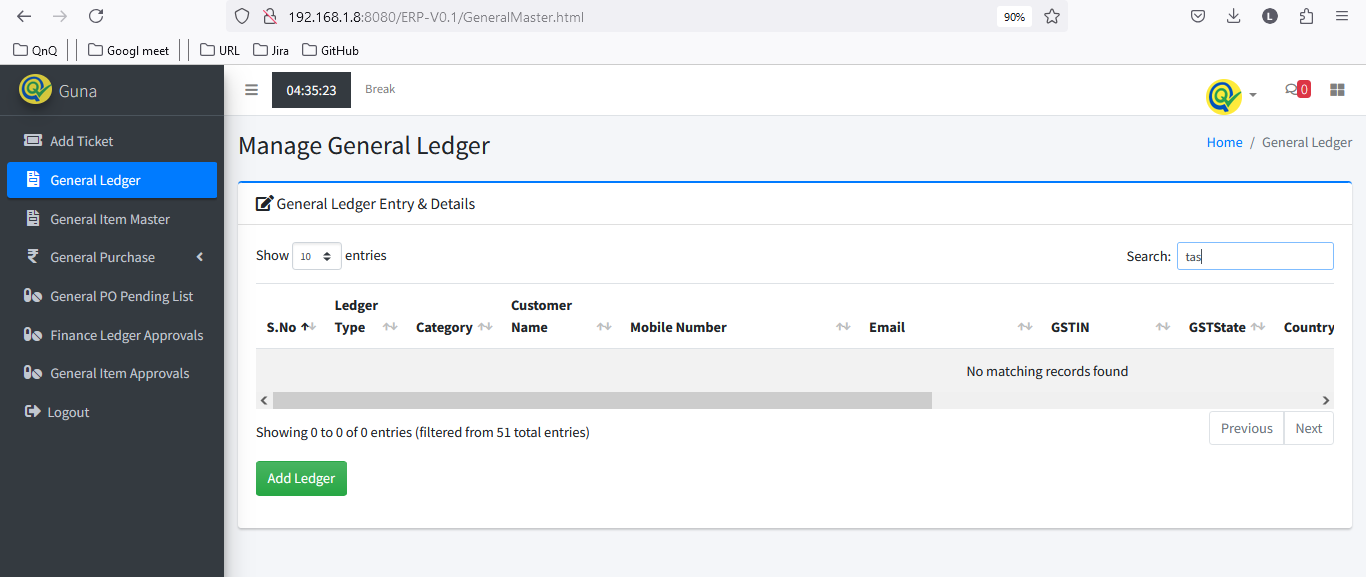 192.168.1.8:8080/ERP-V0.1/GeneralMaster.html
90%
L
QnQ
Googl meet
URL
Jira
GitHub
Guna
04:35:23
Break
0
Add Ticket
General Ledger
General Item Master
General Purchase
General PO Pending List
Finance Ledger Approvals
General Item Approvals
Logout
Manage General Ledger
Home / General Ledger
General Ledger Entry & Details
Show 10 entries
Search: tas
S.No
Ledger
Type
Category
Customer
Name
Mobile Number
Email
GSTIN
GSTState
Country
No matching records found
Showing 0 to 0 of 0 entries (filtered from 51 total entries)
Previous
Next
Add Ledger